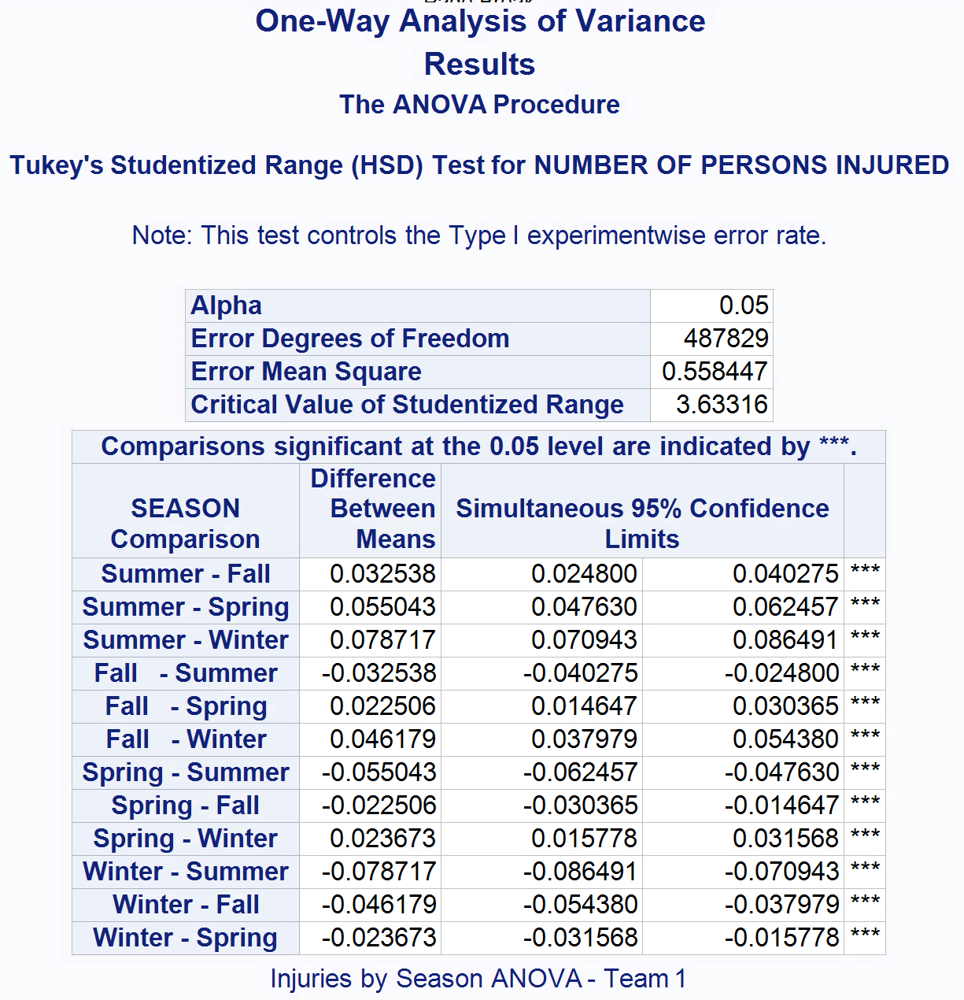 One-Way Analysis of Variance
Results
The ANOVA Procedure
Tukey's Studentized Range (HSD) Test for NUMBER OF PERSONS INJURED
Note: This test controls the Type I experimentwise error rate.
Alpha 0.05
Error Degrees of Freedom 487829
Error Mean Square 0.558447
Critical Value of Studentized Range 3.63316
Comparisons significant at the 0.05 level are indicated by ***.
SEASON
Comparison
Difference
Between
Means
Simultaneous 95% Confidence
Limits
Summer - Fall 0.032538 0.024800 0.040275 ***
Summer - Spring 0.055043 0.047630 0.062457 ***
Summer - Winter 0.078717 0.070943 0.086491 ***
Fall - Summer -0.032538 -0.040275 -0.024800 ***
Fall - Spring 0.022506 0.014647 0.030365 ***
Fall - Winter 0.046179 0.037979 0.054380 ***
Spring - Summer -0.055043 -0.062457 -0.047630 ***
Spring - Fall -0.022506 -0.030365 -0.014647 ***
Spring - Winter 0.023673 0.015778 0.031568 ***
Winter - Summer -0.078717 -0.086491 -0.070943 ***
Winter - Fall -0.046179 -0.054380 -0.037979 ***
Winter - Spring -0.023673 -0.031568 -0.015778 ***
Injuries by Season ANOVA - Team 1